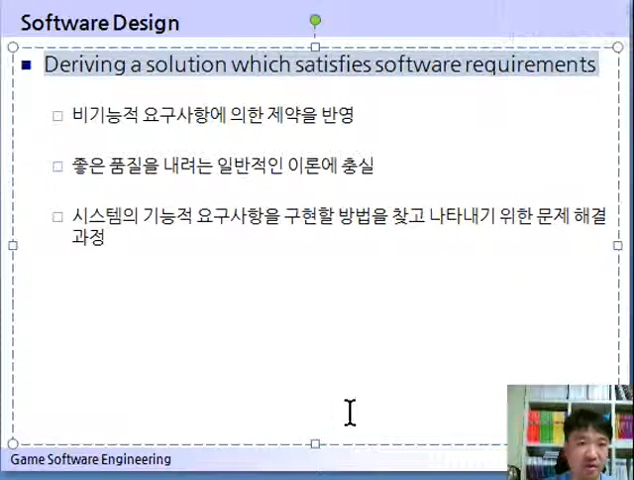 Software Design
Deriving a solution which satisfies software requirements
비기능적 요구사항에 의한 제약을 반영
좋은 품질을 내려는 일반적인 이론에 충실
시스템의 기능적 요구사항을 구현할 방법을 찾고 나타내기 위한 문제 해결
과정
Game Software Engineering